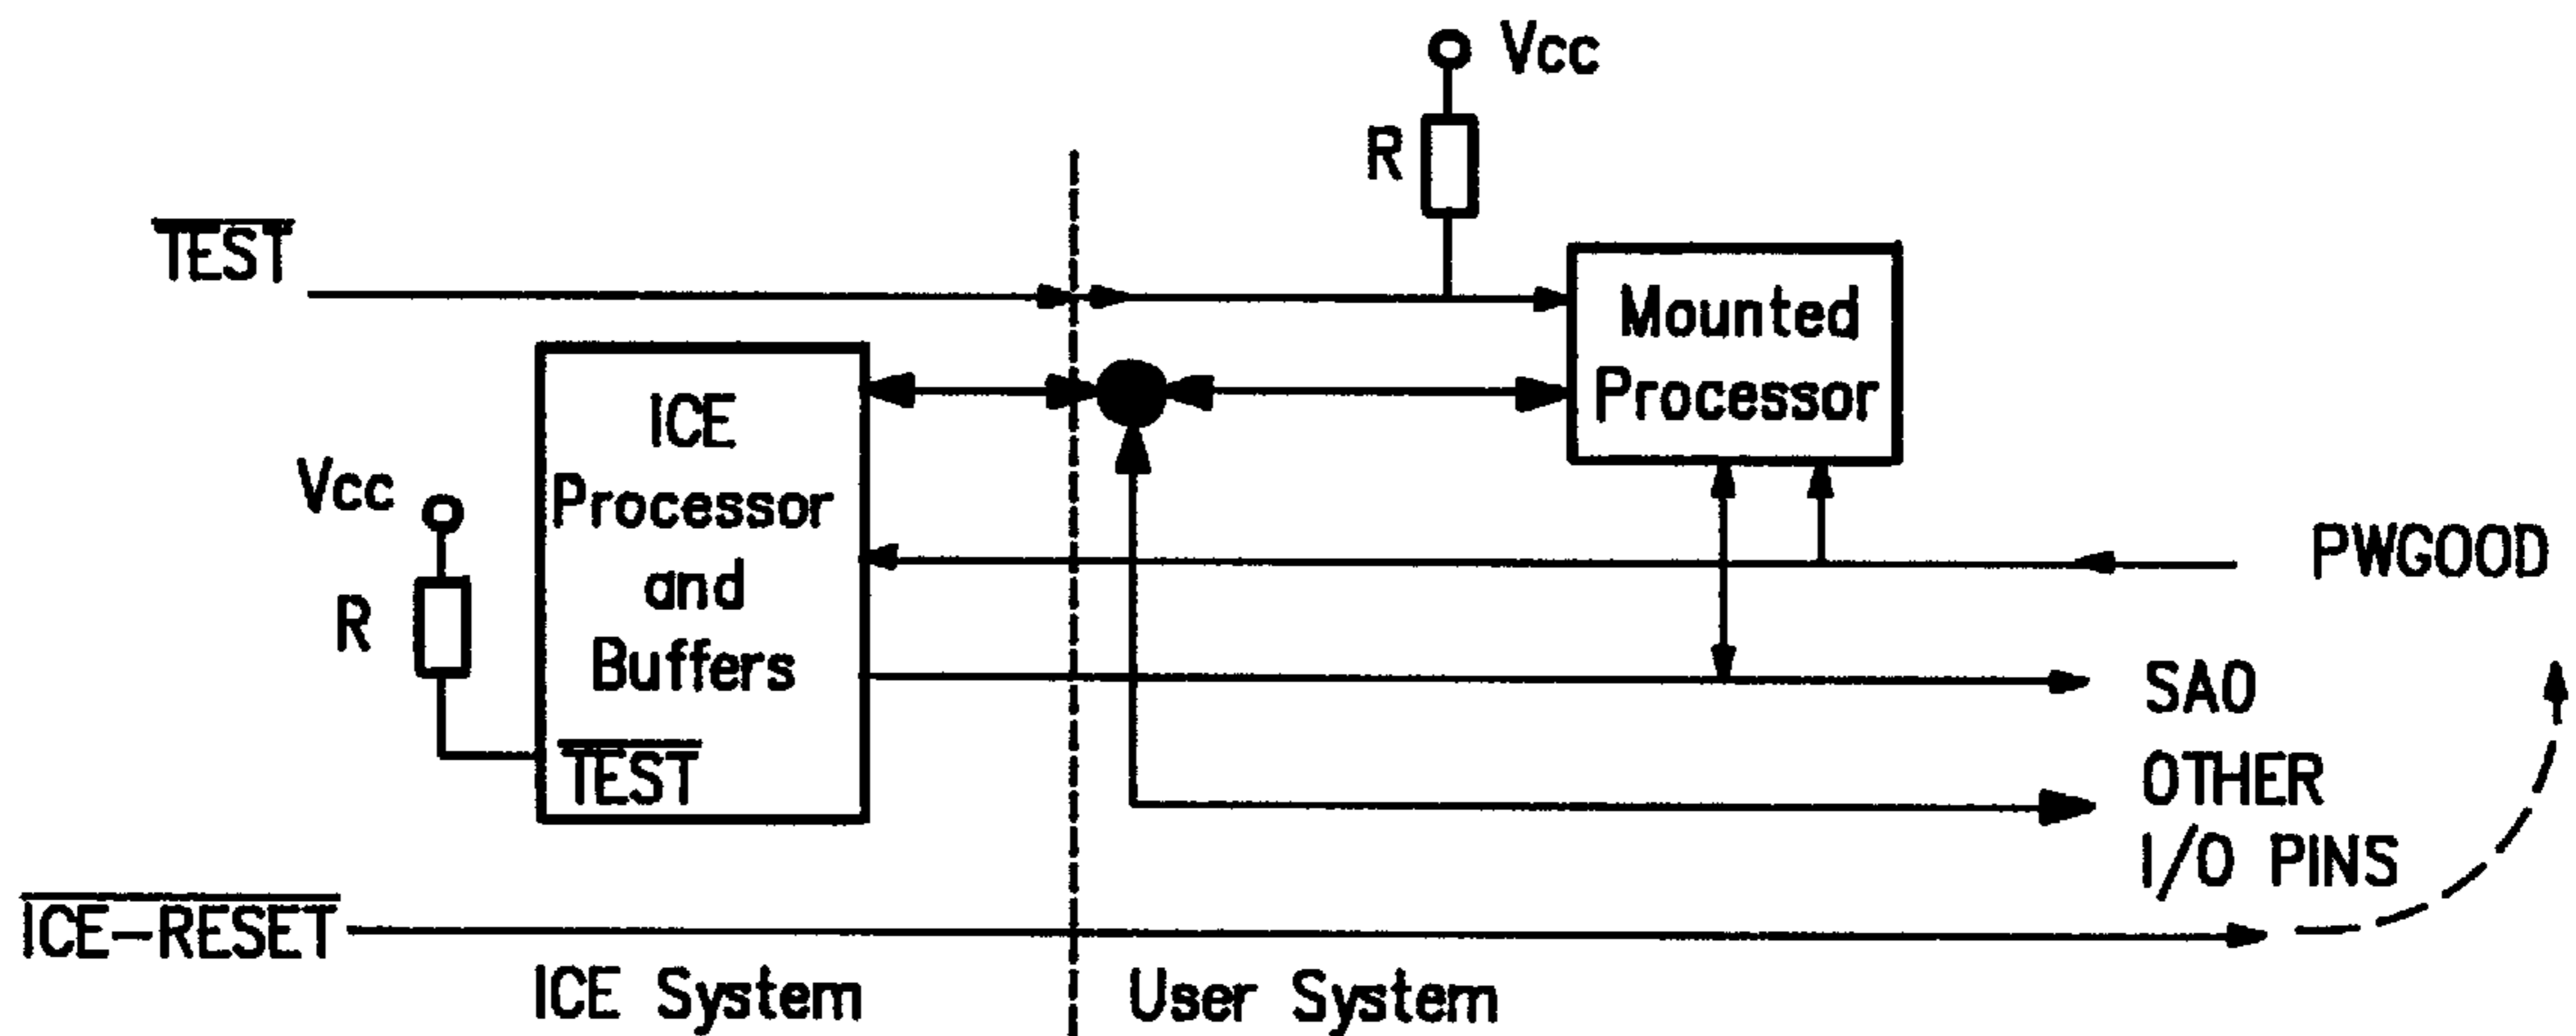 Vcc
R
TEST
Mounted
Processor
ICE
Processor
and
Buffers
TEST
Vcc
R
PWGOOD
SA0
OTHER
I/O PINS
ICE-RESET
ICE System
User System